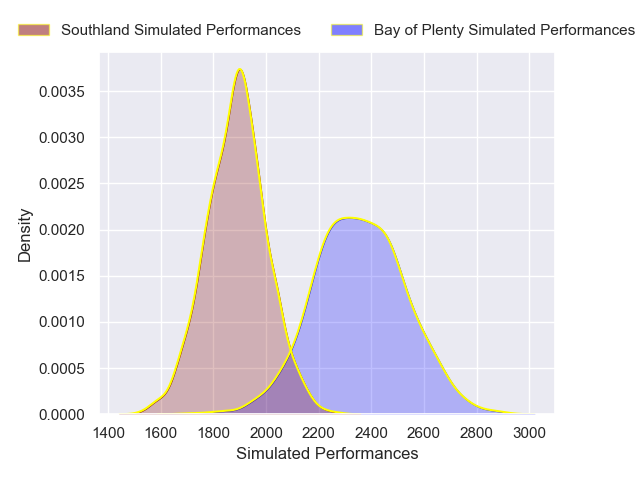 Southland Simulated Performances
Bay of Plenty Simulated Performances
0.0035
0.0030
0.0025
0.0020
0.0015
0.0010
0.0005
0.0000
Density
1400 1600 1800 2000 2200 2400 2600 2800 3000
Simulated Performances